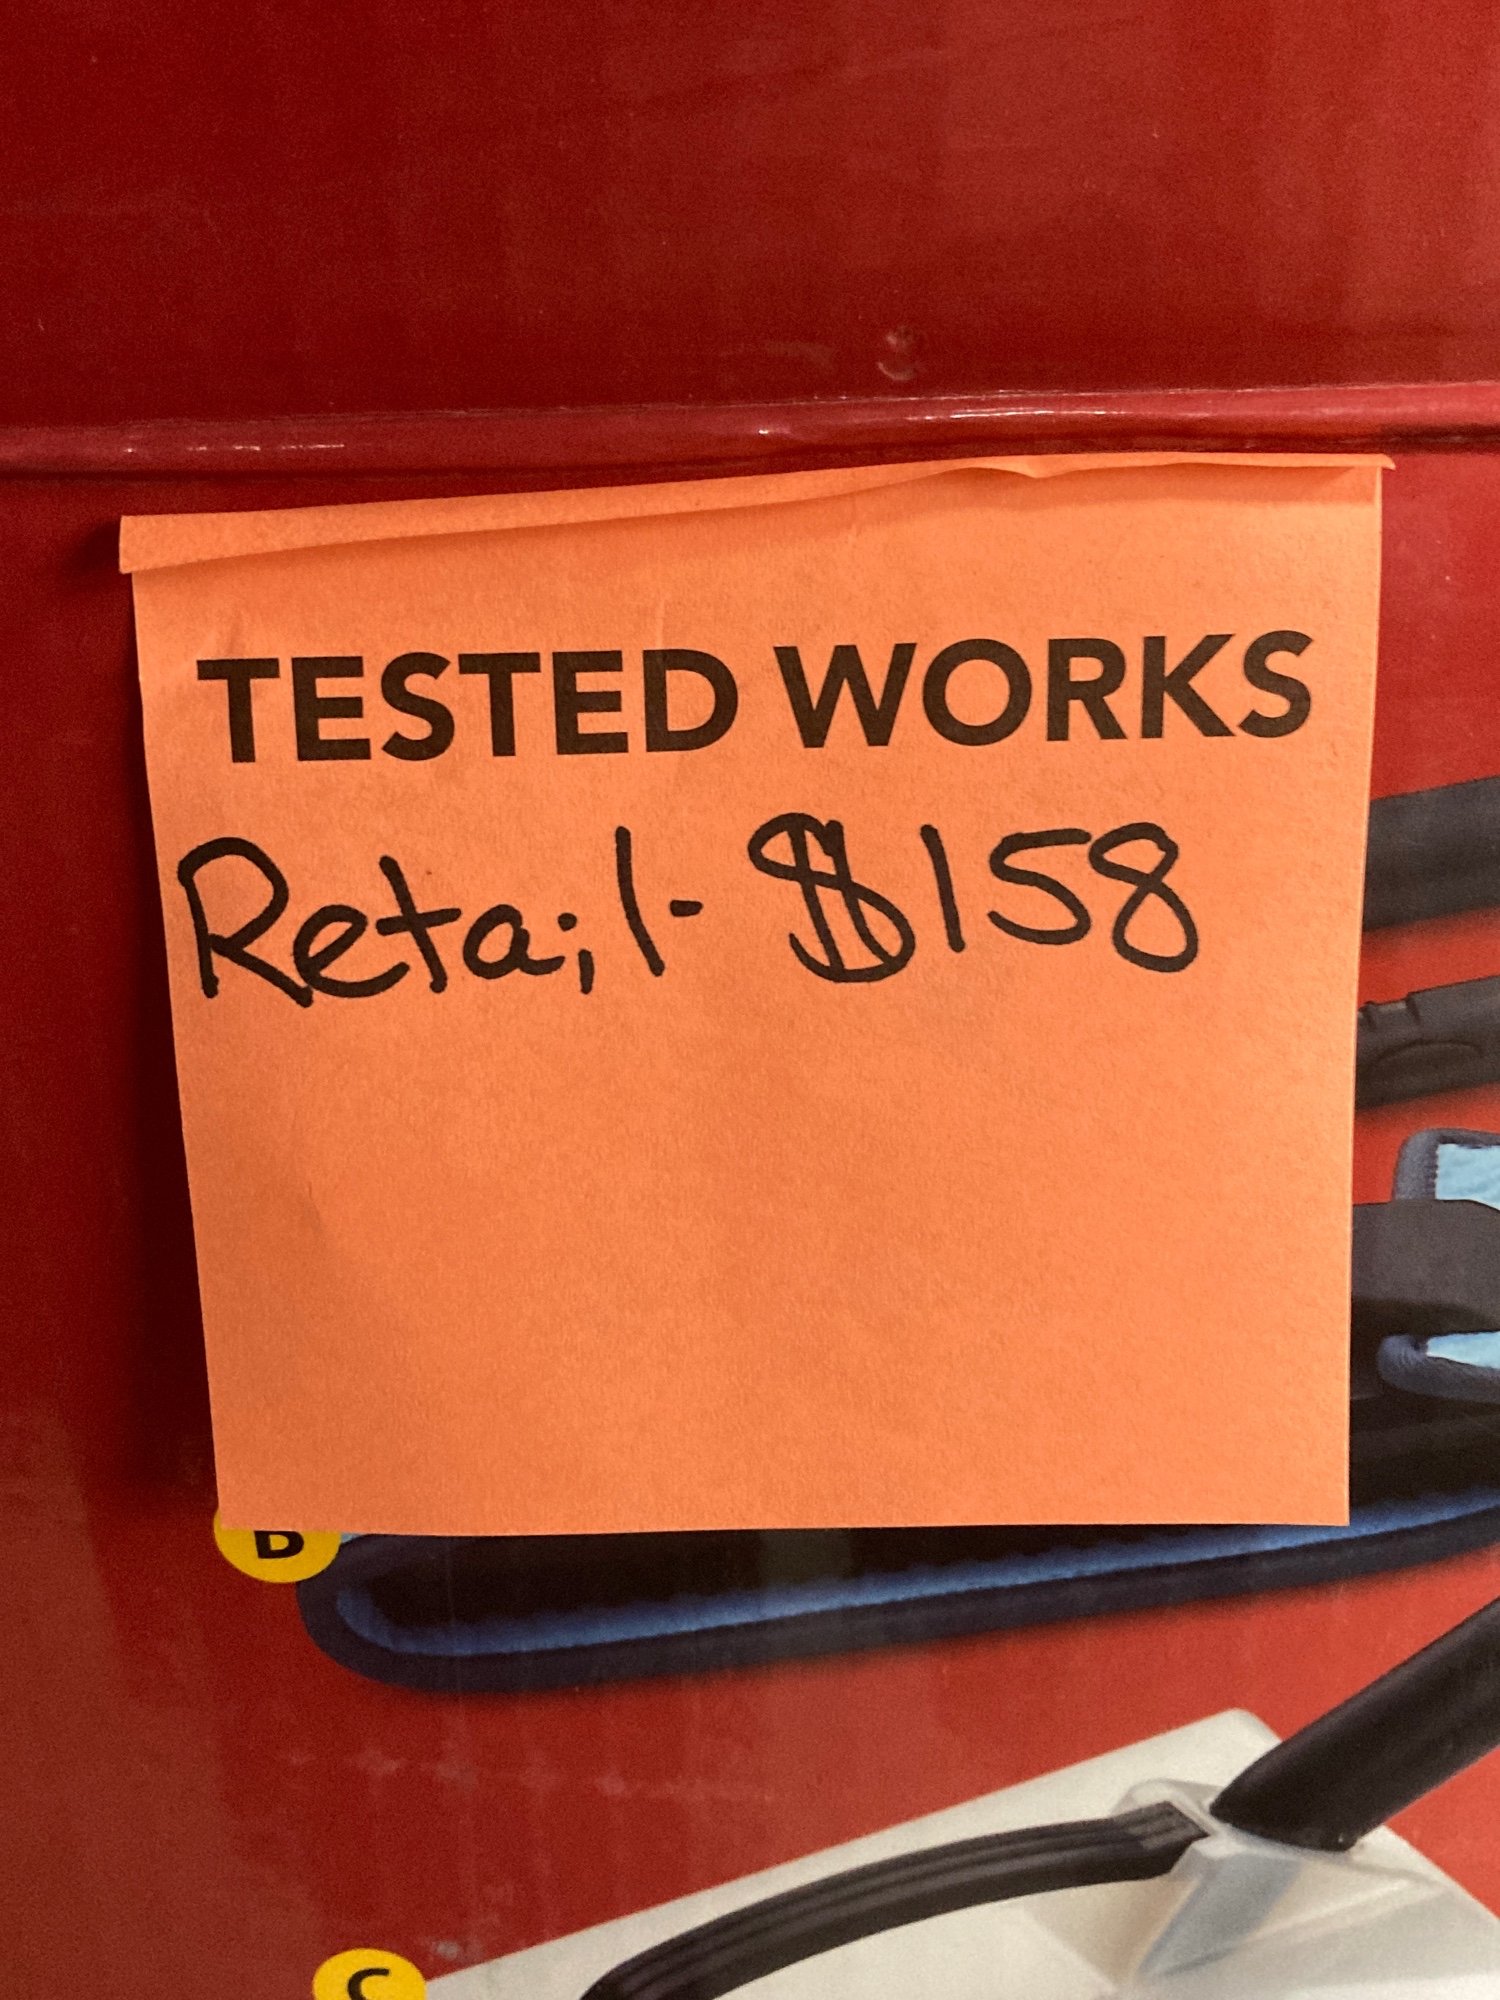 TESTED WORKS
Retail- $158
B
C